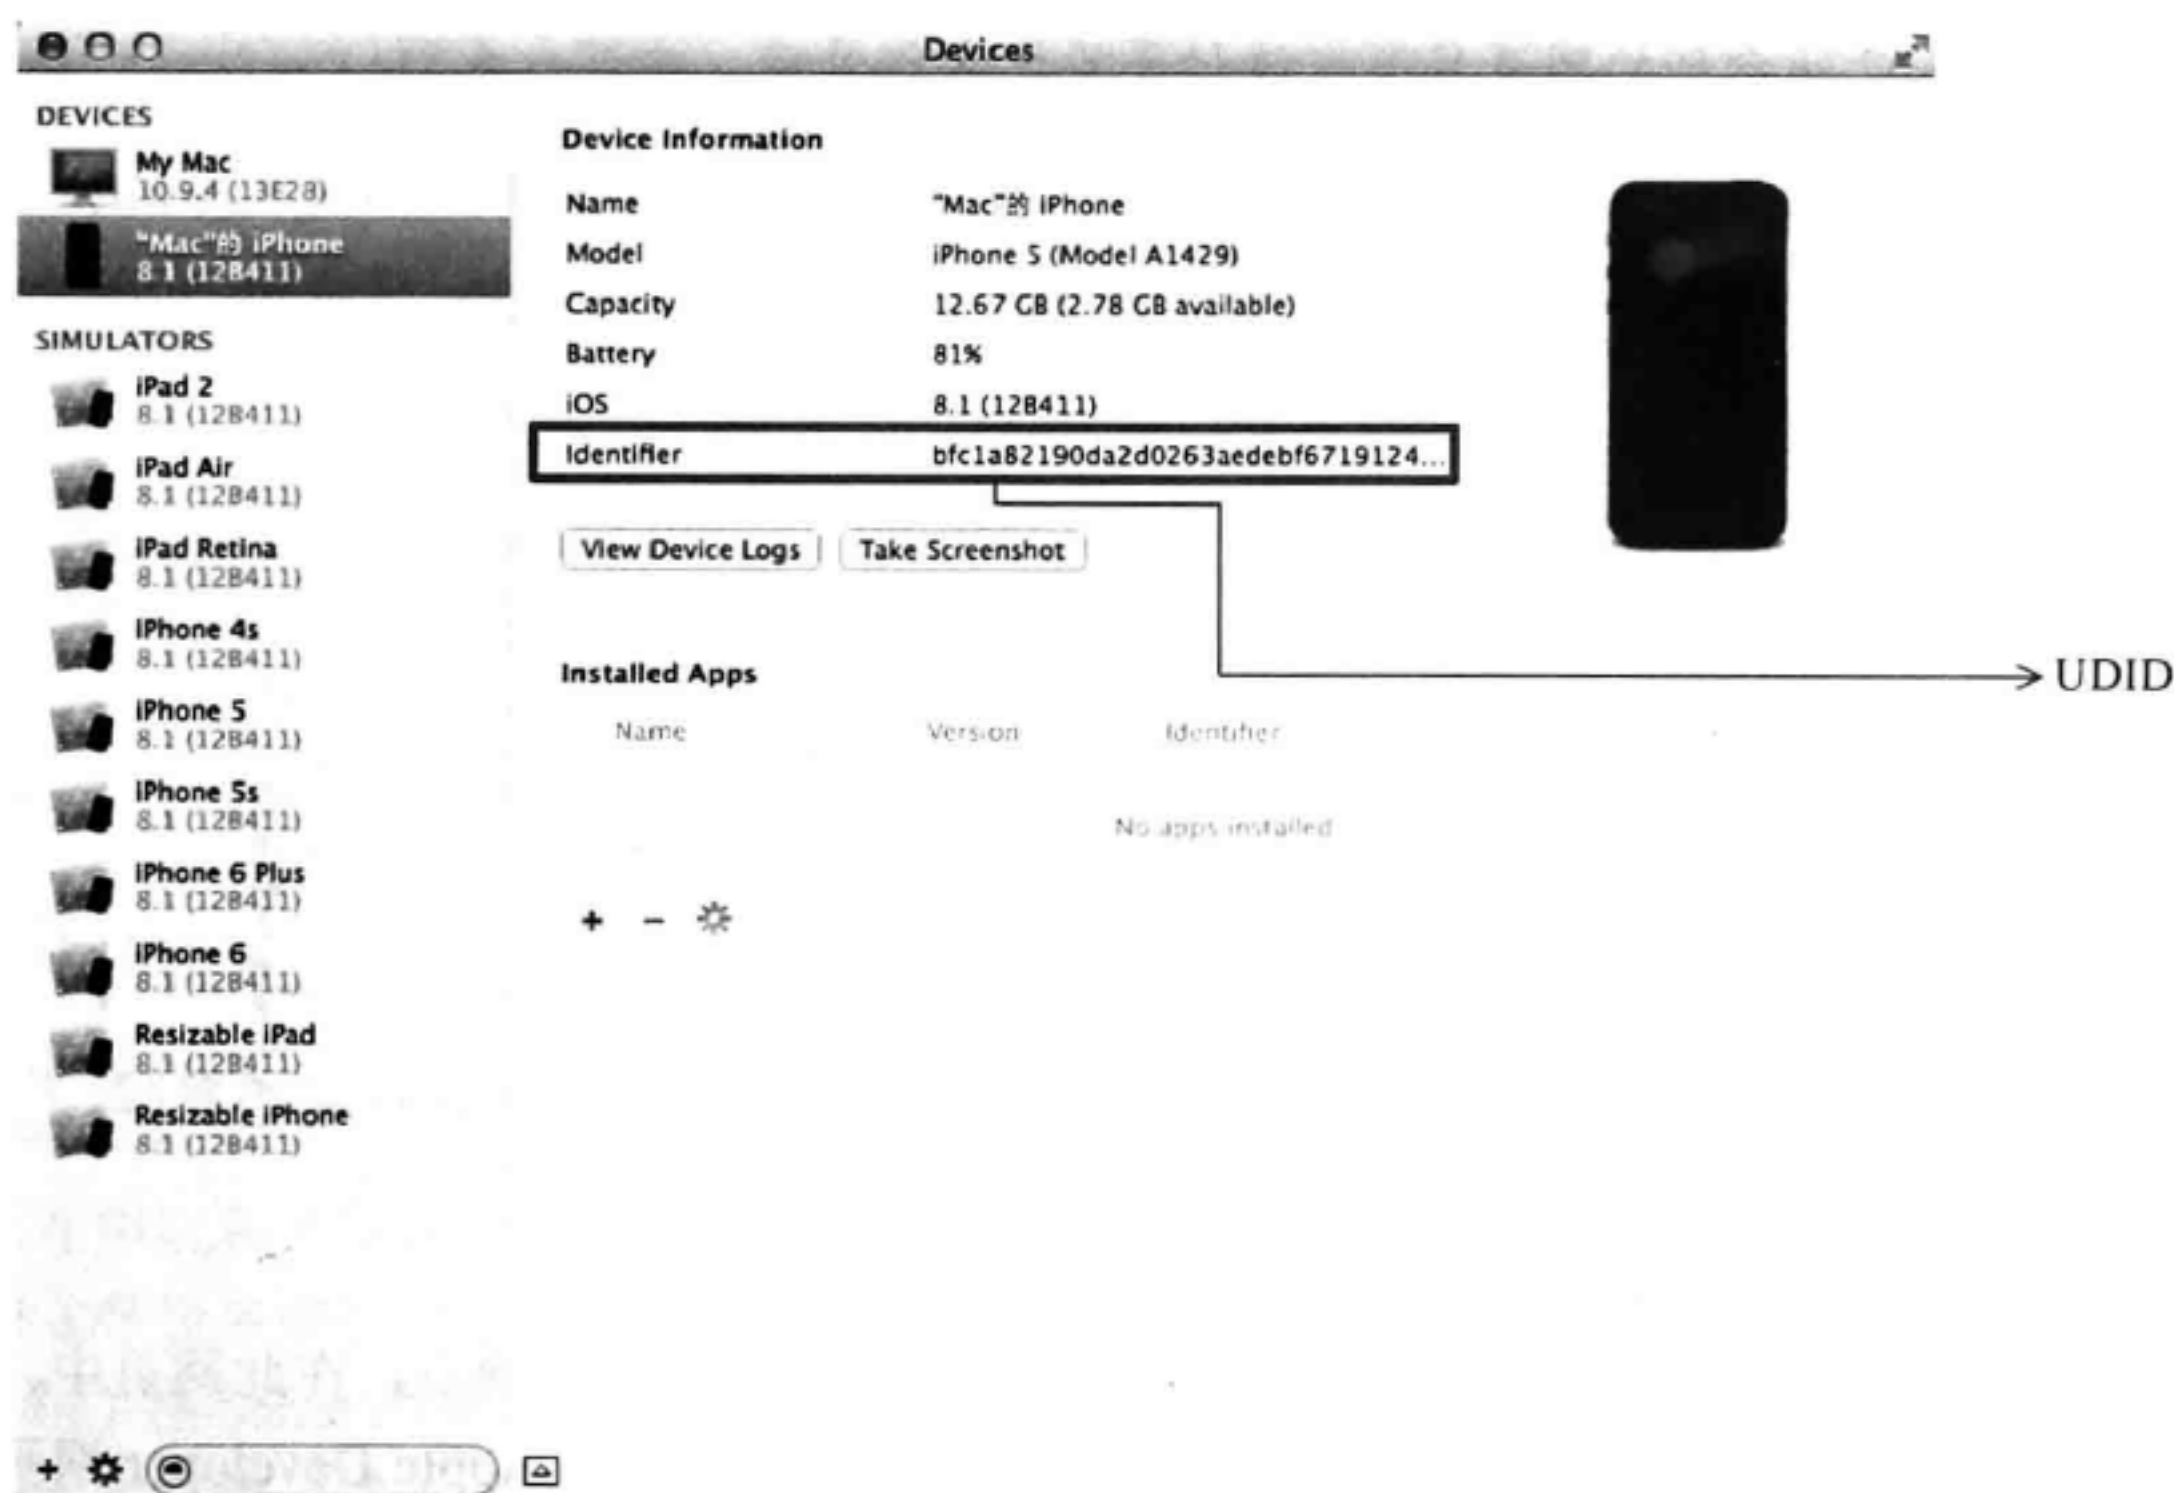 Devices
DEVICES
My Mac
10.9.4 (13E28)
"Mac"的 iPhone
8.1 (12B411)
SIMULATORS
iPad 2
8.1 (12B411)
iPad Air
8.1 (12B411)
iPad Retina
8.1 (12B411)
iPhone 4s
8.1 (12B411)
iPhone 5
8.1 (12B411)
iPhone 5s
8.1 (12B411)
iPhone 6 Plus
8.1 (12B411)
iPhone 6
8.1 (12B411)
Resizable iPad
8.1 (12B411)
Resizable iPhone
8.1 (12B411)
Device Information
Name "Mac"的 iPhone
Model iPhone 5 (Model A1429)
Capacity 12.67 GB (2.78 GB available)
Battery 81%
iOS 8.1 (12B411)
Identifier bfc1a82190da2d0263aedebf6719124...
View Device Logs Take Screenshot
UDID
Installed Apps
Name Version Identifier
No apps installed